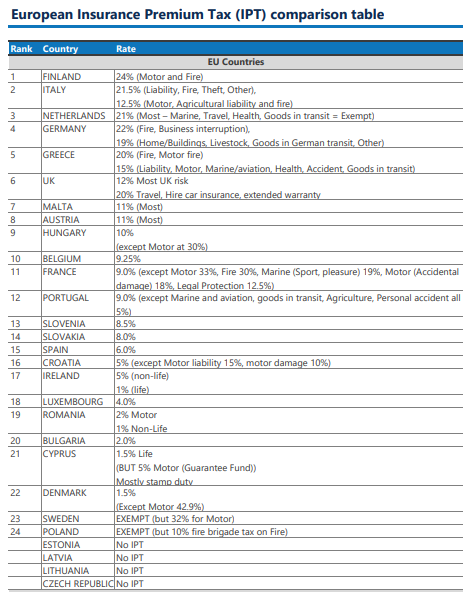 European Insurance Premium Tax (IPT) comparison table
Rank Country Rate
EU Countries
1 FINLAND 24% (Motor and Fire)
2 ITALY 21.5% (Liability, Fire, Theft, Other),
12.5% (Motor, Agricultural liability and fire)
3 NETHERLANDS 21% (Most – Marine, Travel, Health, Goods in transit = Exempt)
4 GERMANY 22% (Fire, Business interruption),
19% (Home/Buildings, Livestock, Goods in German transit, Other)
5 GREECE 20% (Fire, Motor fire)
15% (Liability, Motor, Marine/aviation, Health, Accident, Goods in transit)
6 UK 12% Most UK risk
20% Travel, Hire car insurance, extended warranty
7 MALTA 11% (Most)
8 AUSTRIA 11% (Most)
9 HUNGARY 10%
(except Motor at 30%)
10 BELGIUM 9.25%
11 FRANCE 9.0% (except Motor 33%, Fire 30%, Marine (Sport, pleasure) 19%, Motor (Accidental
damage) 18%, Legal Protection 12.5%)
12 PORTUGAL 9.0% (except Marine and aviation, goods in transit, Agriculture, Personal accident all
5%)
13 SLOVENIA 8.5%
14 SLOVAKIA 8.0%
15 SPAIN 6.0%
16 CROATIA 5% (except Motor liability 15%, motor damage 10%)
17 IRELAND 5% (non-life)
1% (life)
18 LUXEMBOURG 4.0%
19 ROMANIA 2% Motor
1% Non-Life
20 BULGARIA 2.0%
21 CYPRUS 1.5% Life
(BUT 5% Motor (Guarantee Fund))
Mostly stamp duty
22 DENMARK 1.5%
(Except Motor 42.9%)
23 SWEDEN EXEMPT (but 32% for Motor)
24 POLAND EXEMPT (but 10% fire brigade tax on Fire)
ESTONIA No IPT
LATVIA No IPT
LITHUANIA No IPT
CZECH REPUBLIC No IPT